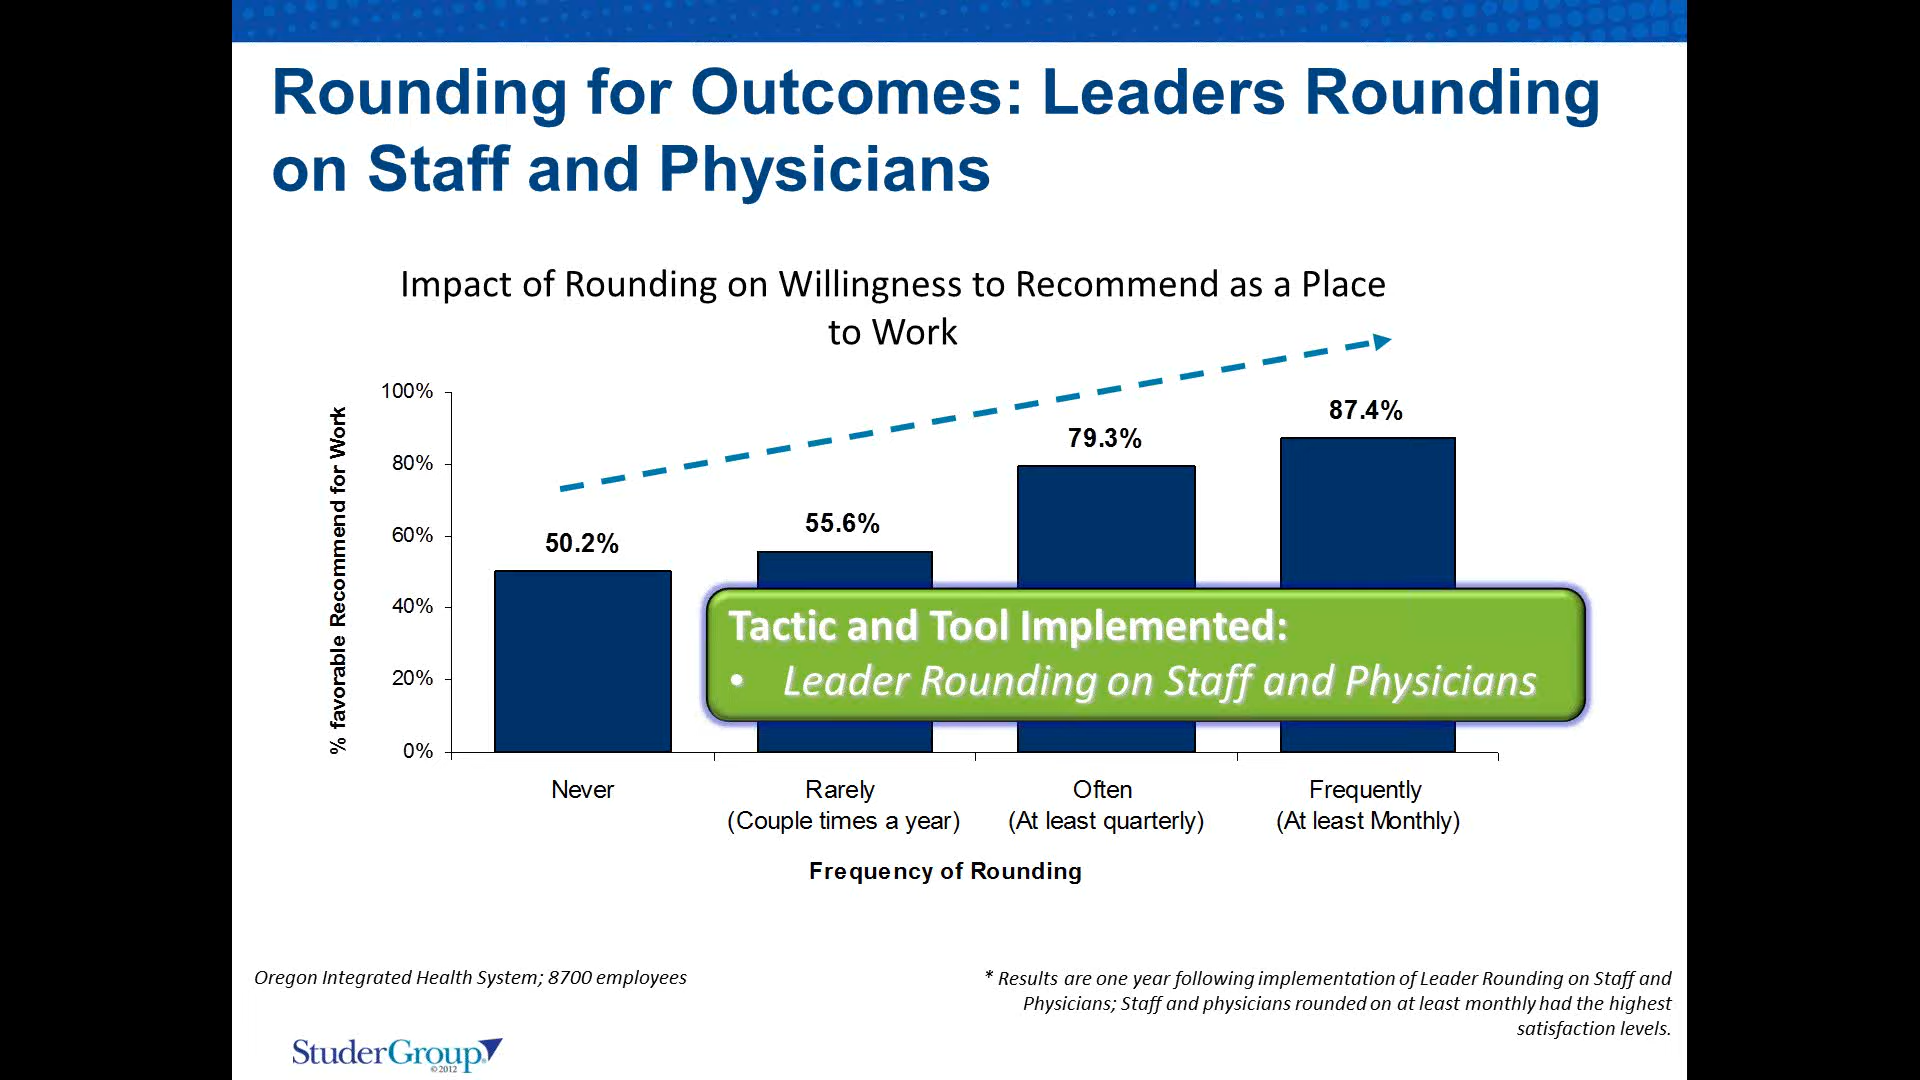 Rounding for Outcomes: Leaders Rounding
on Staff and Physicians
Impact of Rounding on Willingness to Recommend as a Place
to Work
% favorable Recommend for Work
100%
80%
60%
40%
20%
0%
50.2%
55.6%
79.3%
87.4%
Tactic and Tool Implemented:
• Leader Rounding on Staff and Physicians
Never
Rarely
(Couple times a year)
Often
(At least quarterly)
Frequently
(At least Monthly)
Frequency of Rounding
Oregon Integrated Health System; 8700 employees
* Results are one year following implementation of Leader Rounding on Staff and
Physicians; Staff and physicians rounded on at least monthly had the highest
satisfaction levels.
StuderGroup
©2012